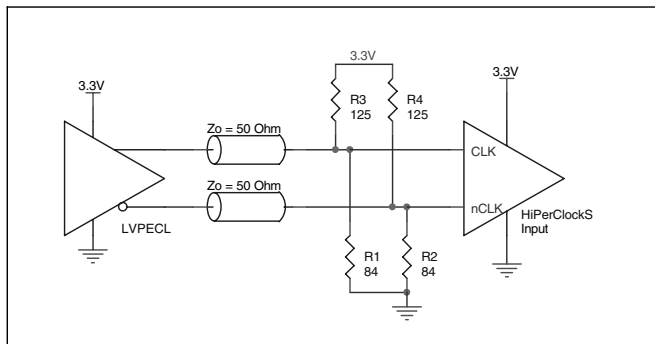 3.3V
3.3V
3.3V
R3
125
R4
125
Zo = 50 Ohm
CLK
Zo = 50 Ohm
nCLK
HiPerClockS
Input
LVPECL
R1
84
R2
84